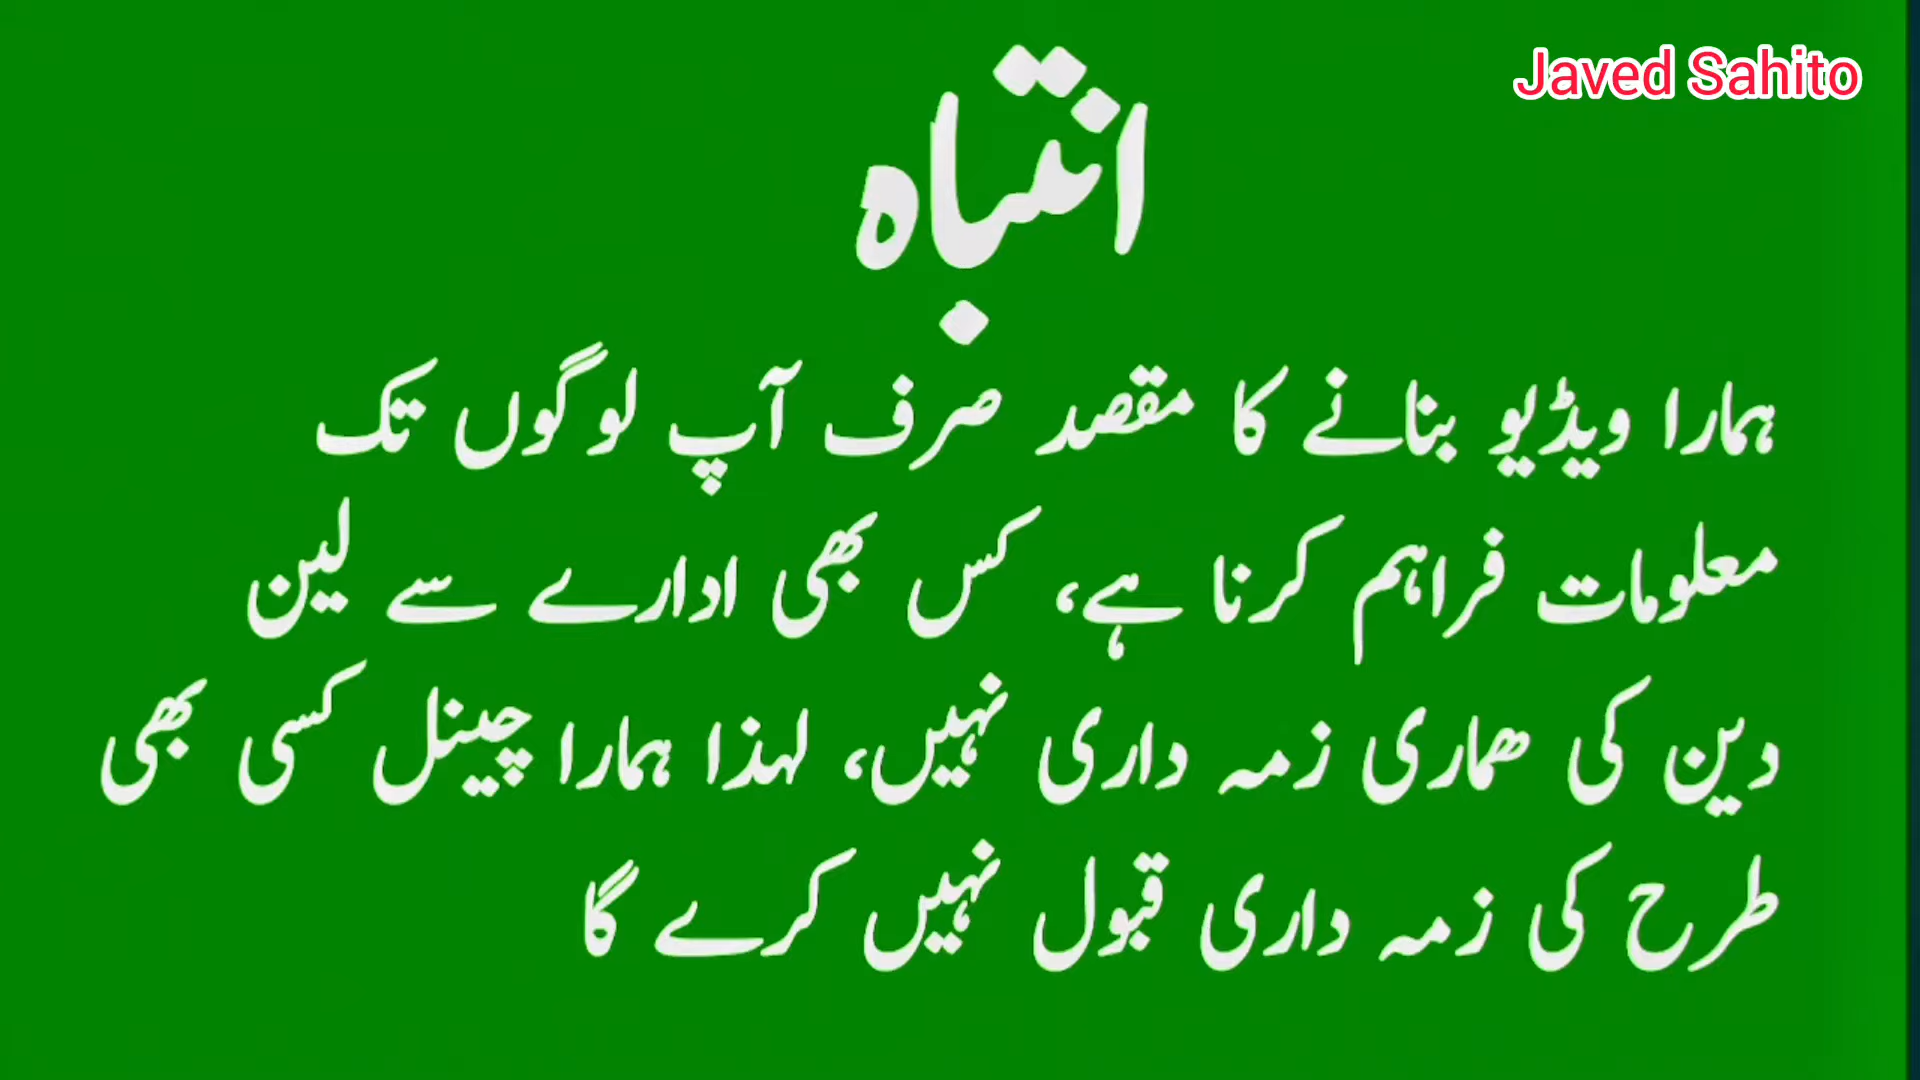 Javed Sahito
انتباہ
ہمارا ویڈیو بنانے کا مقصد صرف آپ لوگوں تک
معلومات فراہم کرنا ہے، کس بھی ادارے سے لین
دین کی ھماری زمہ داری نہیں، لہذا ہمارا چینل کسی بھی
طرح کی زمہ داری قبول نہیں کرے گا